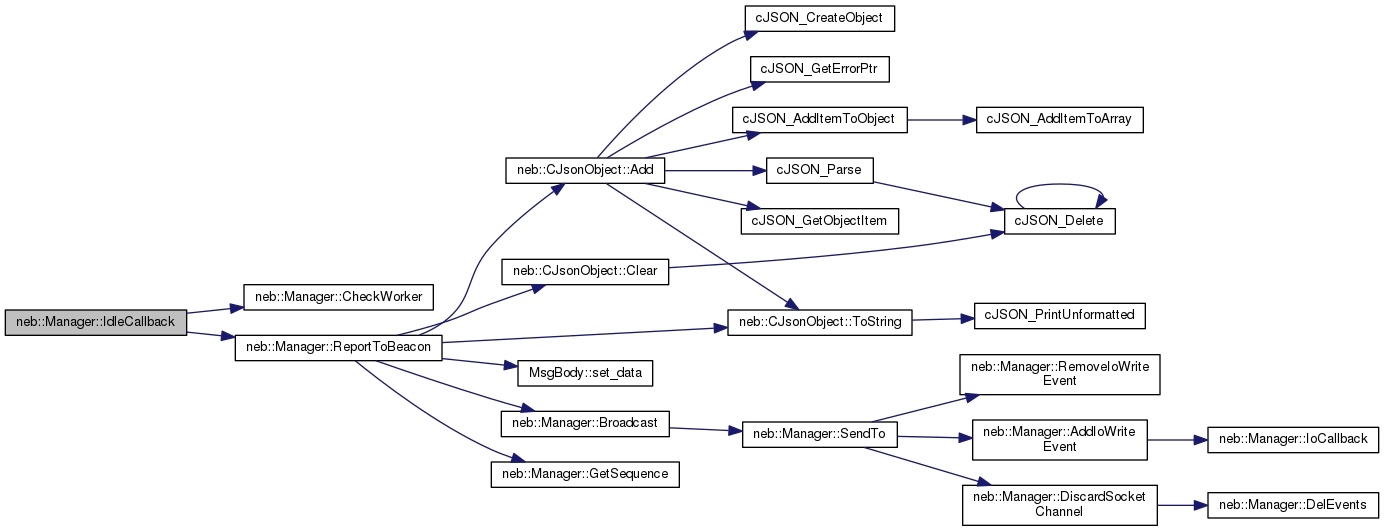 cJSON_CreateObject
cJSON_GetErrorPtr
cJSON_AddItemToObject
cJSON_AddItemToArray
neb::CJsonObject::Add
cJSON_Parse
cJSON_GetObjectItem
cJSON_Delete
neb::CJsonObject::Clear
neb::Manager::CheckWorker
neb::Manager::IdleCallback
neb::CJsonObject::ToString
cJSON_PrintUnformatted
neb::Manager::ReportToBeacon
MsgBody::set_data
neb::Manager::RemoveIoWrite
Event
neb::Manager::Broadcast
neb::Manager::SendTo
neb::Manager::AddIoWrite
Event
neb::Manager::IoCallback
neb::Manager::GetSequence
neb::Manager::DiscardSocket
Channel
neb::Manager::DelEvents